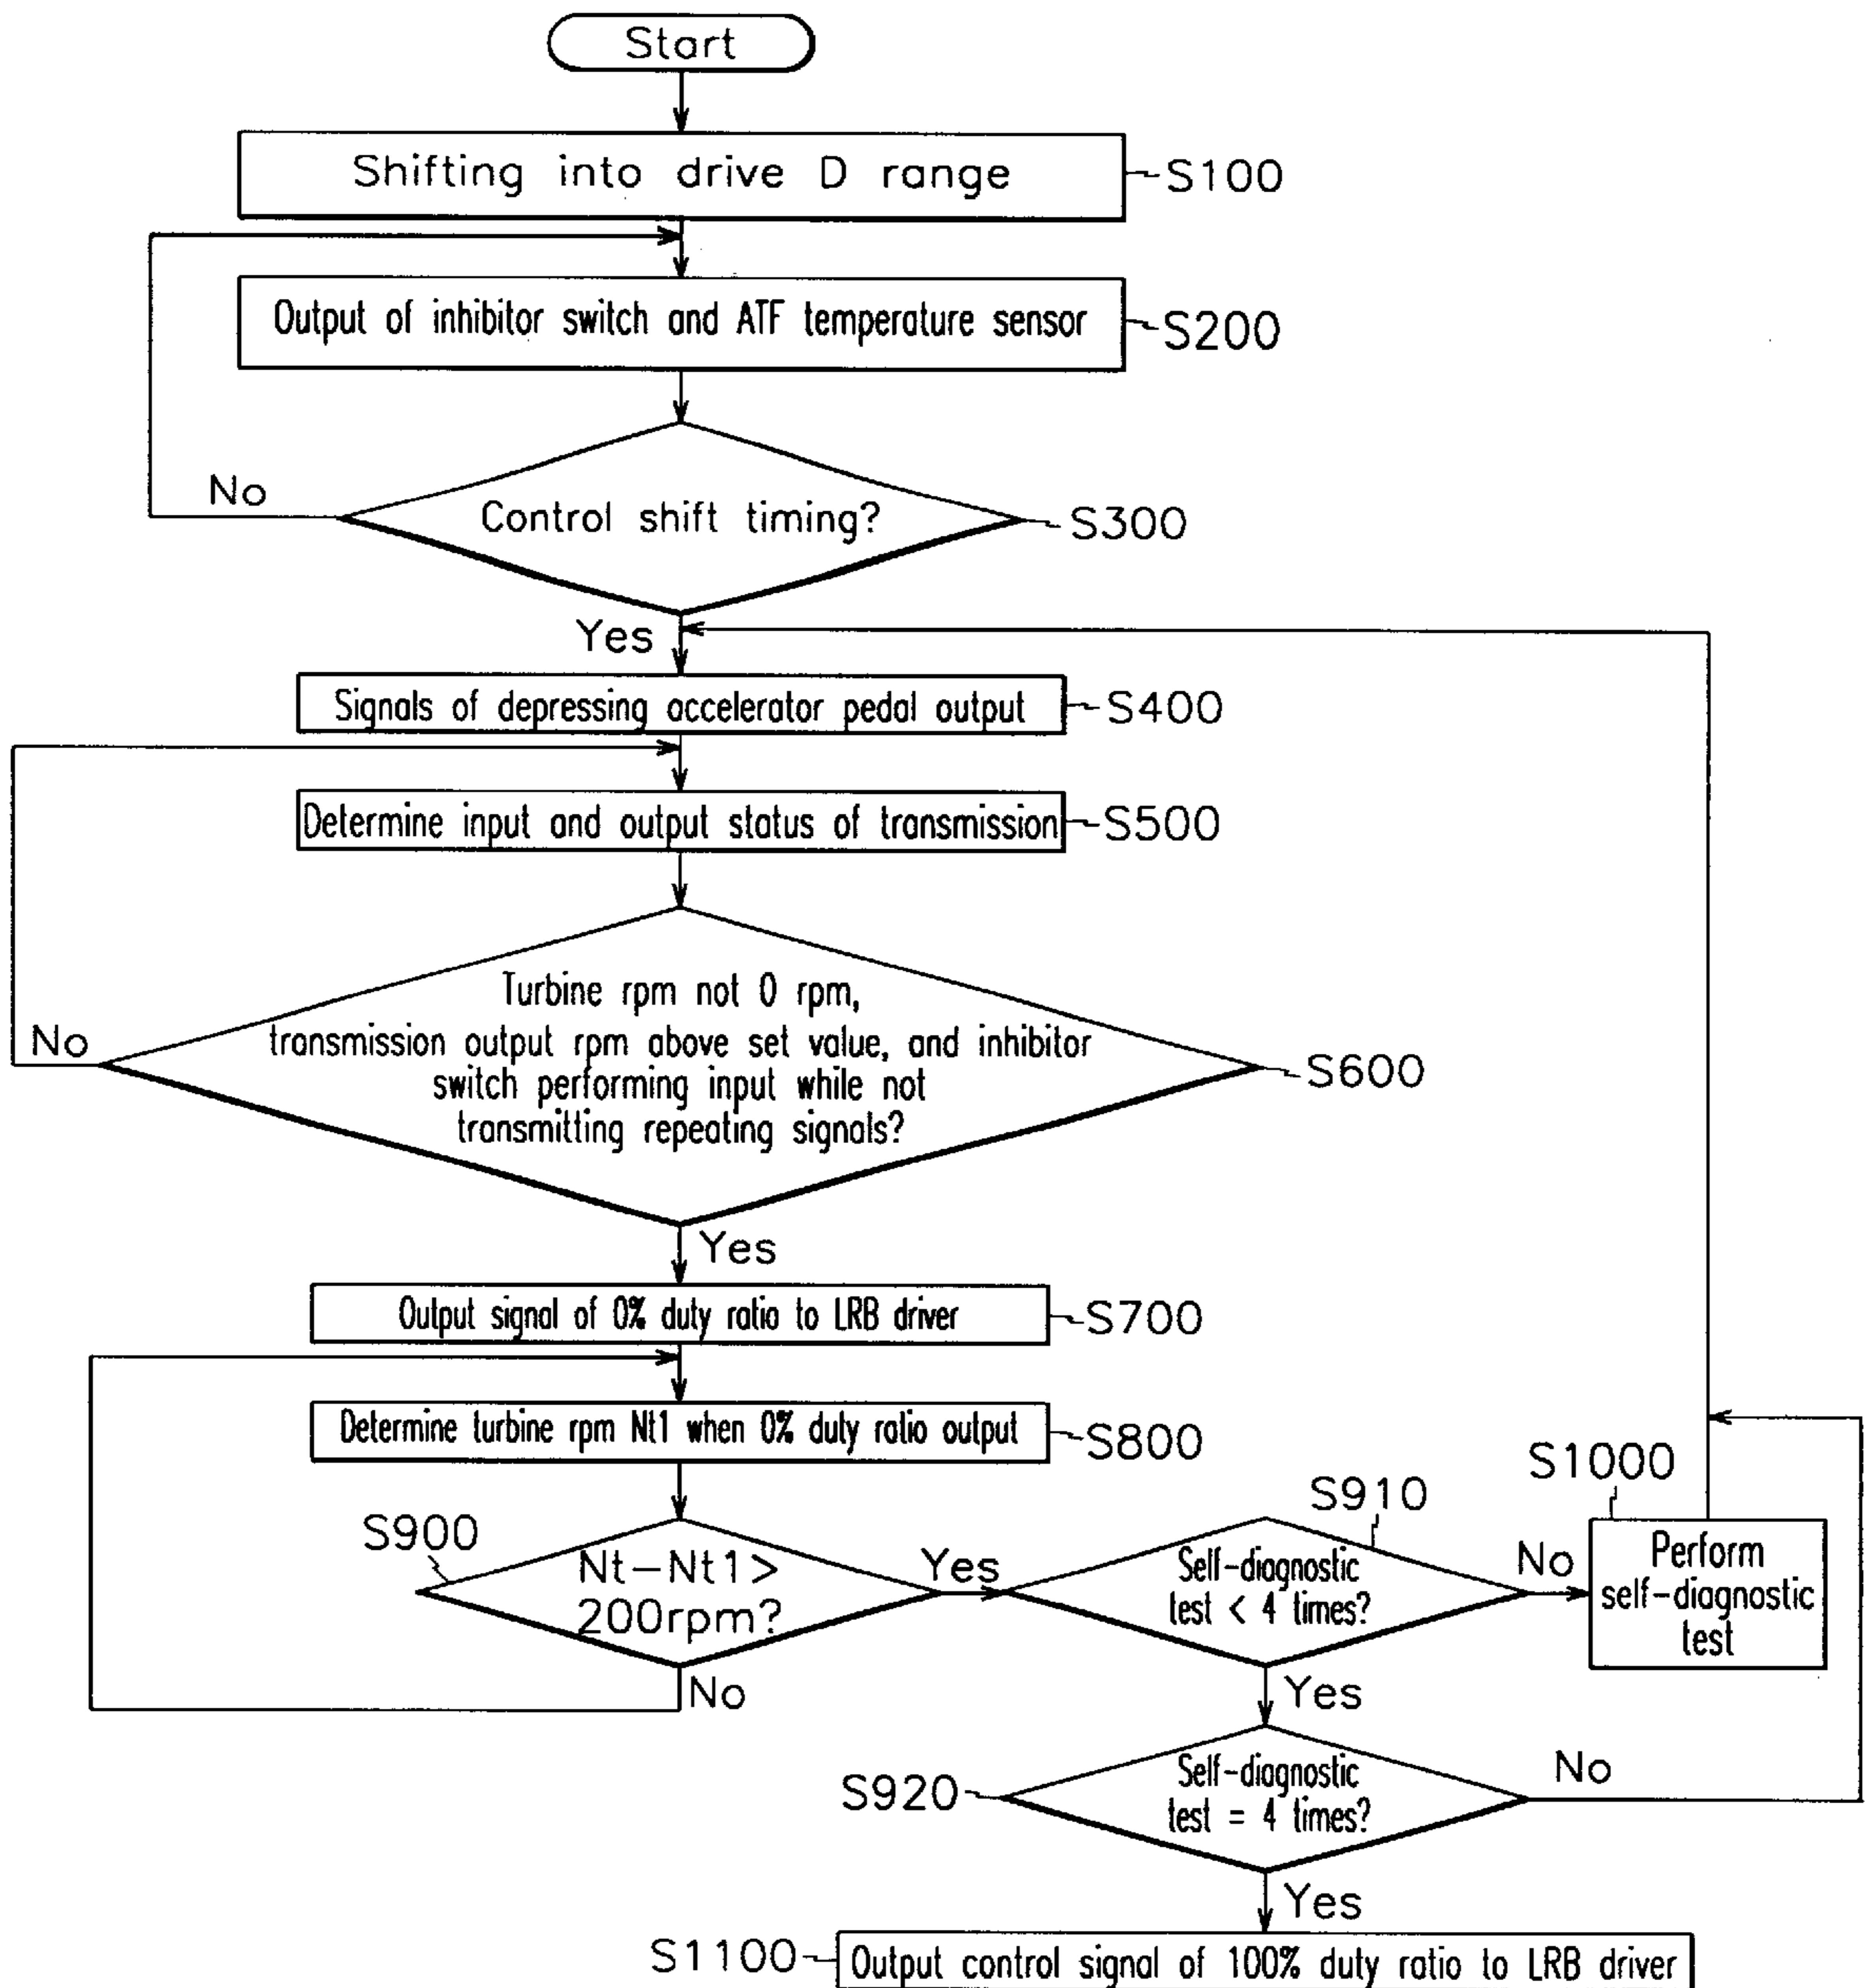 Start
Shifting into drive D range
S100
Output of inhibitor switch and ATF temperature sensor
S200
No
Control shift timing?
S300
Yes
Signals of depressing accelerator pedal output
S400
Determine input and output status of transmission
S500
Turbine rpm not 0 rpm,
transmission output rpm above set value, and inhibitor
switch performing input while not
transmitting repeating signals?
No
S600
Yes
Output signal of 0% duty ratio to LRB driver
S700
Determine turbine rpm Nt1 when 0% duty ratio output
S800
S900
Nt-Nt1>
200rpm?
Yes
No
S910
Self-diagnostic
test < 4 times?
No
S1000
Perform
self-diagnostic
test
Yes
S920
Self-diagnostic
test = 4 times?
No
Yes
S1100
Output control signal of 100% duty ratio to LRB driver